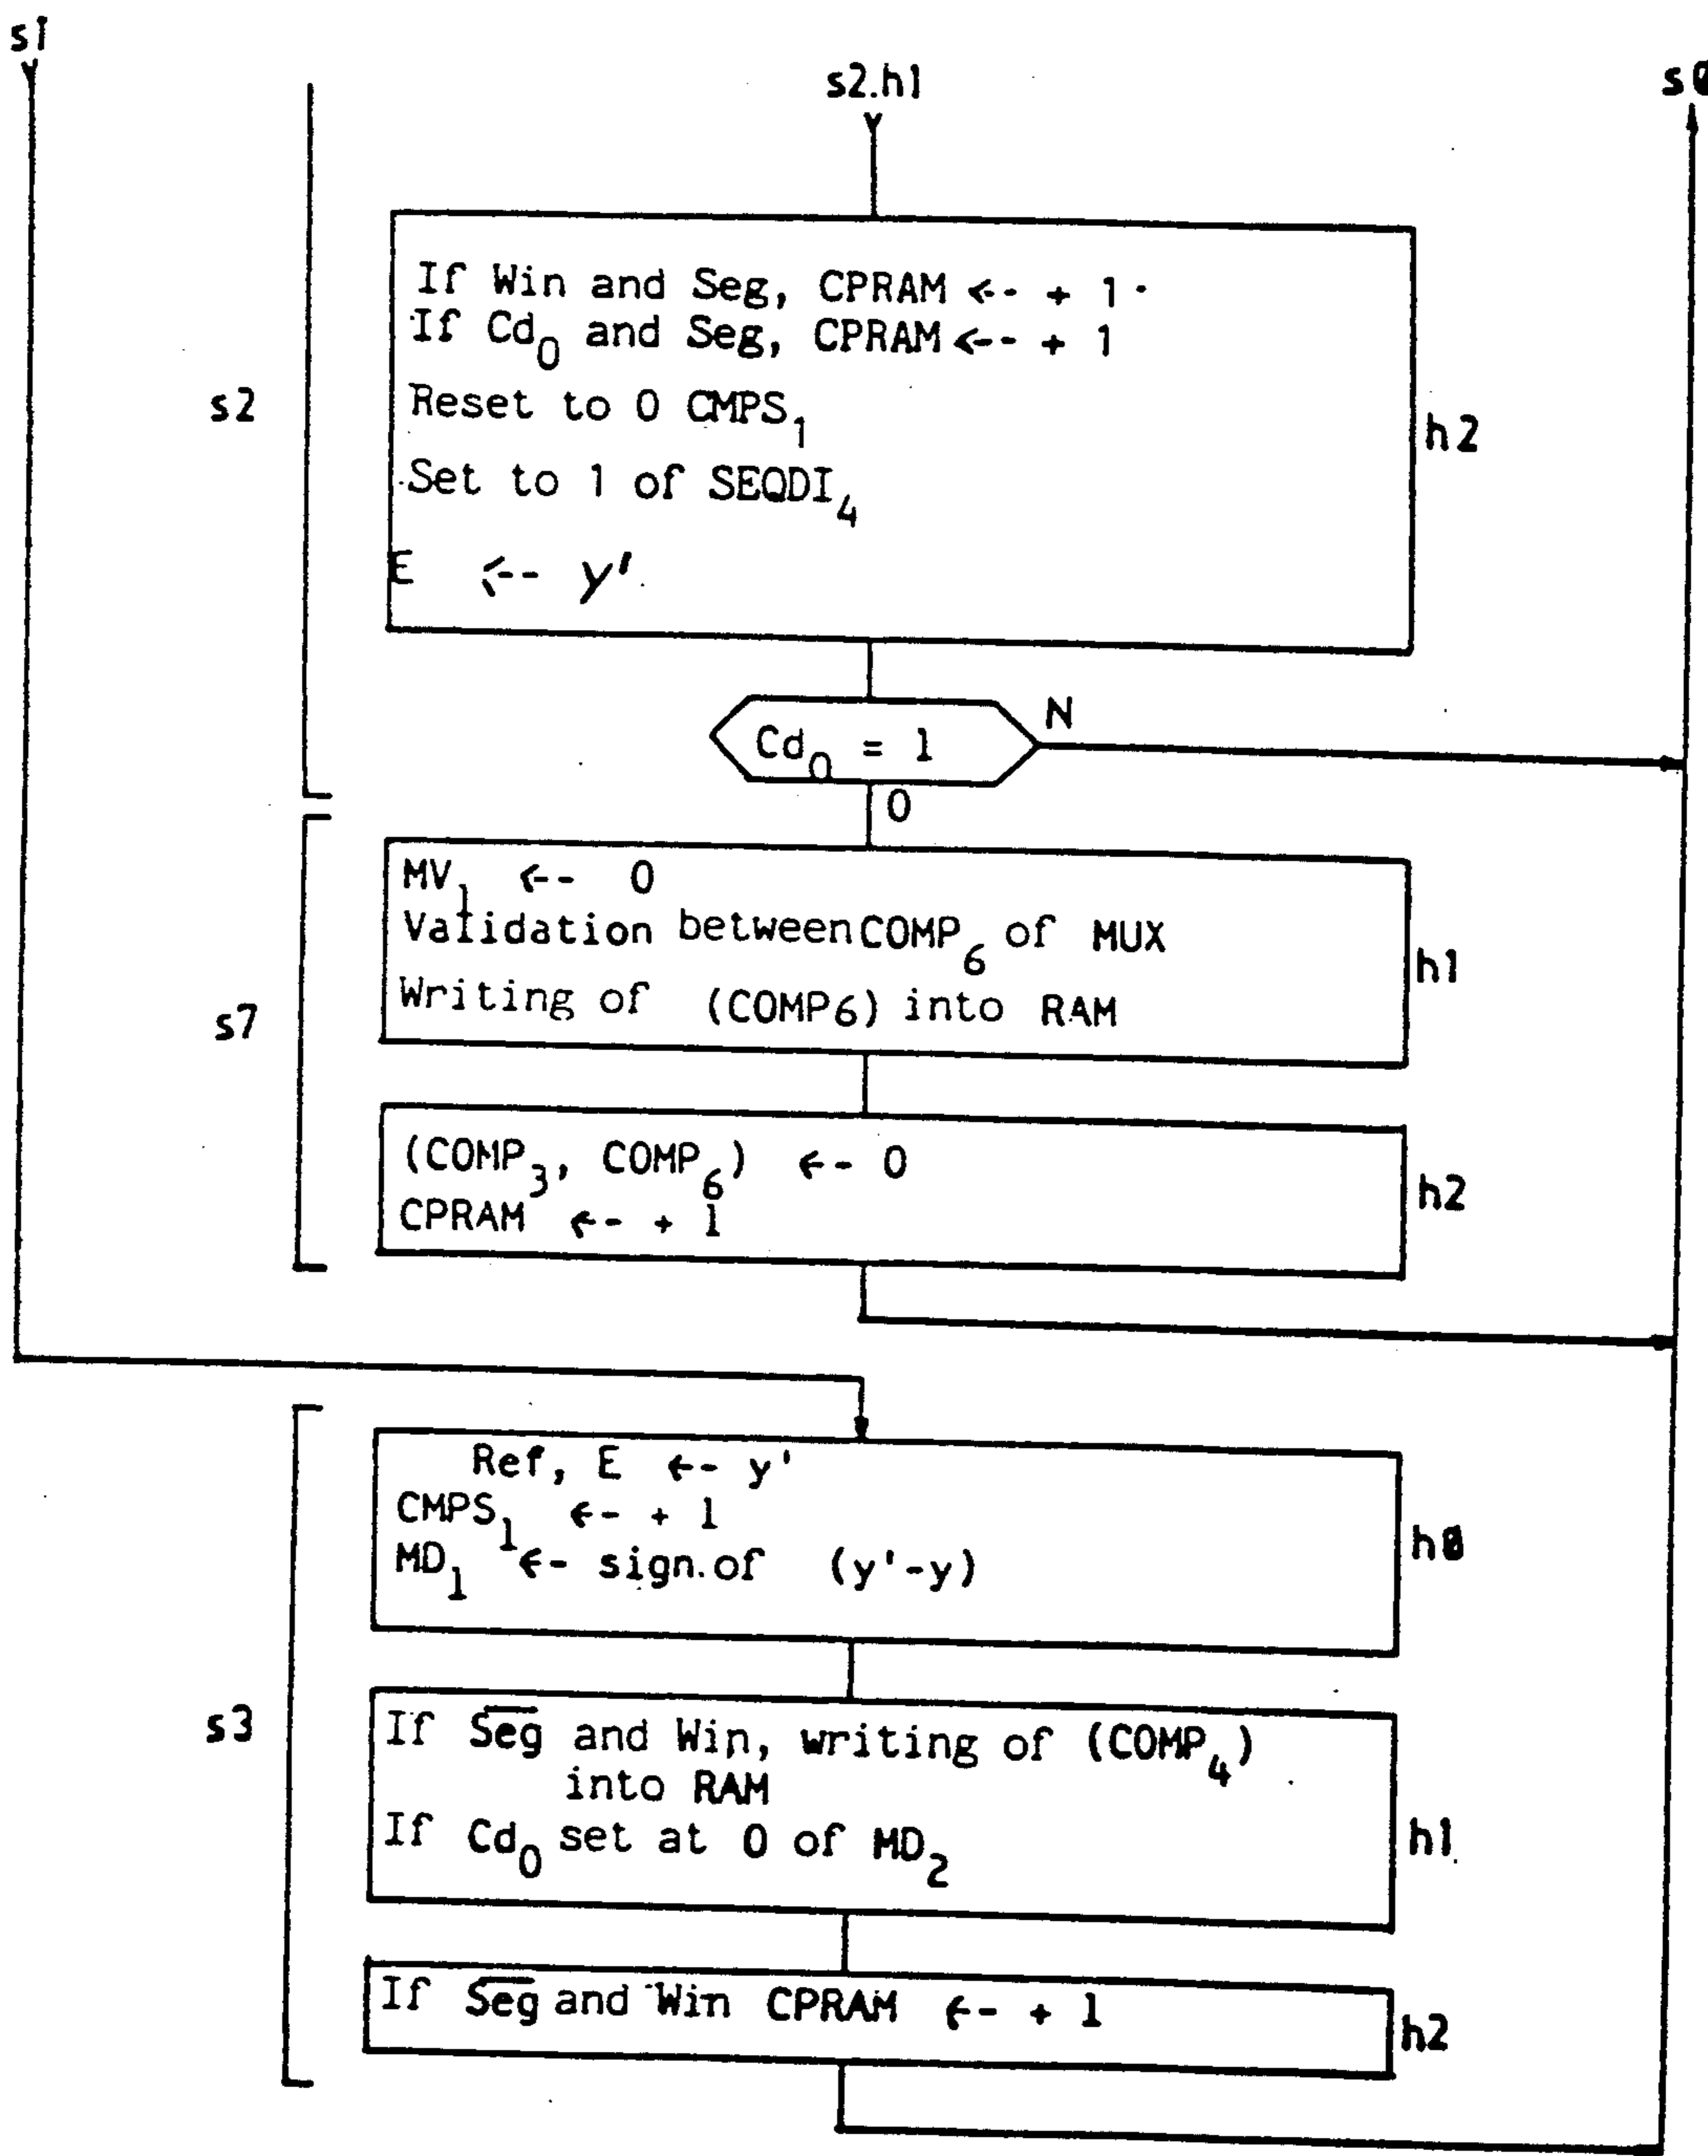 s1
s2.h1
s0
If Win and Seg, CPRAM <-- + 1
If Cd₀ and Seg, CPRAM <-- + 1
Reset to 0 CMPS₁
Set to 1 of SEQDI₄
E <-- y'
s2
h2
Cd₀ = 1
N
0
MV₁ <-- 0
Validation between COMP₆ of MUX
Writing of (COMP6) into RAM
h1
s7
(COMP₃, COMP₆) <-- 0
CPRAM <-- + 1
h2
Ref, E <-- y'
CMPS₁ <-- + 1
MD₁ <-- sign.of (y'-y)
h0
s3
If S̅e̅g̅ and Win, writing of (COMP₄)
into RAM
If Cd₀ set at 0 of MD₂
h1
If S̅e̅g̅ and Win CPRAM <-- + 1
h2